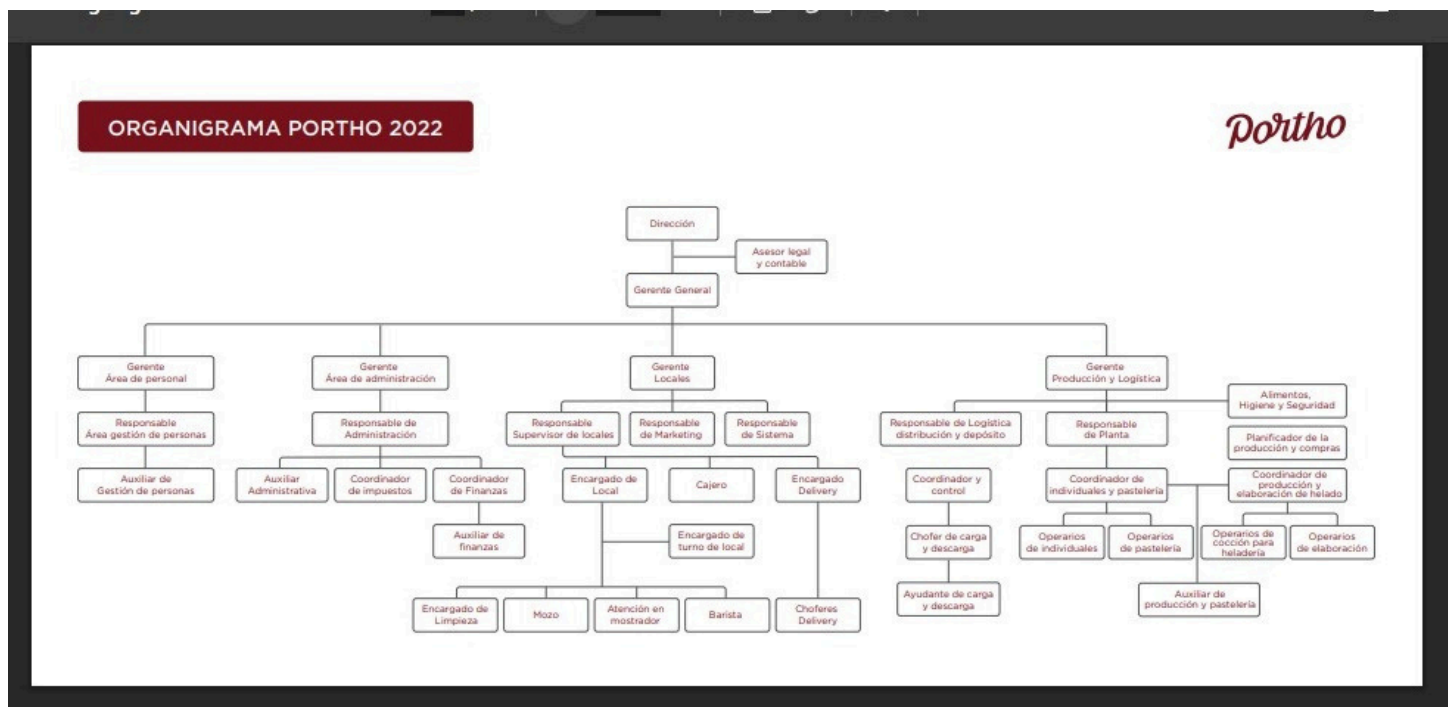 ORGANIGRAMA PORTHO 2022
Portho
Dirección
Asesor legal
y contable
Gerente General
Gerente
Área de personal
Gerente
Área de administración
Gerente
Locales
Gerente
Producción y Logística
Responsable
Área gestión de personas
Responsable de
Administración
Responsable
Supervisor de locales
Responsable
de Marketing
Responsable
de Sistema
Responsable de Logística
distribución y depósito
Responsable
de Planta
Alimentos,
Higiene y Seguridad
Planificador de la
producción y compras
Auxiliar de
Gestión de personas
Auxiliar
Administrativa
Coordinador
de impuestos
Coordinador
de Finanzas
Encargado de
Local
Cajero
Encargado
Delivery
Coordinador y
control
Coordinador de
individuales y pastelería
Coordinador de
producción y
elaboración de helado
Auxiliar de
finanzas
Encargado de
turno de local
Chofer de carga
y descarga
Operarios
de individuales
Operarios
de pastelería
Operarios de
cocción para
heladería
Operarios
de elaboración
Encargado de
Limpieza
Mozo
Atención en
mostrador
Barista
Choferes
Delivery
Ayudante de carga
y descarga
Auxiliar de
producción y pastelería